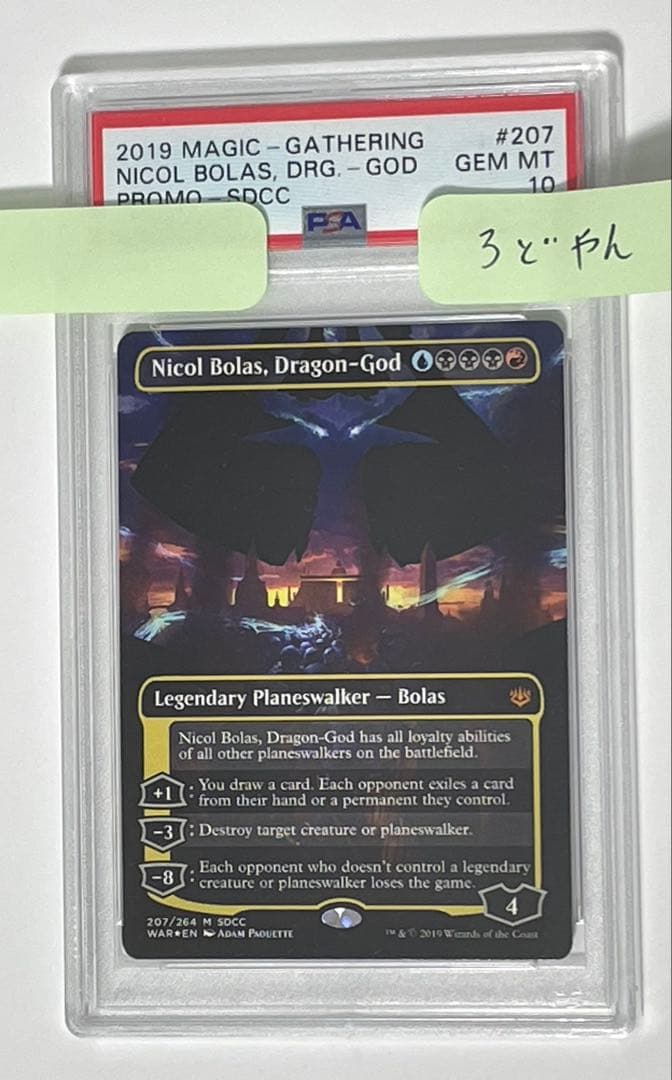 2019 MAGIC-GATHERING
#207
NICOL BOLAS, DRG.-GOD
GEM MT
PROMO-SDCC
10
PSA
ろどやん
Nicol Bolas, Dragon-God
Legendary Planeswalker — Bolas
Nicol Bolas, Dragon-God has all loyalty abilities
of all other planeswalkers on the battlefield.
+1: You draw a card. Each opponent exiles a card
from their hand or a permanent they control.
-3: Destroy target creature or planeswalker.
-8: Each opponent who doesn't control a legendary
creature or planeswalker loses the game.
4
207/264 M SDCC
WAR★EN ADAM PAQUETTE
™ & © 2019 Wizards of the Coast